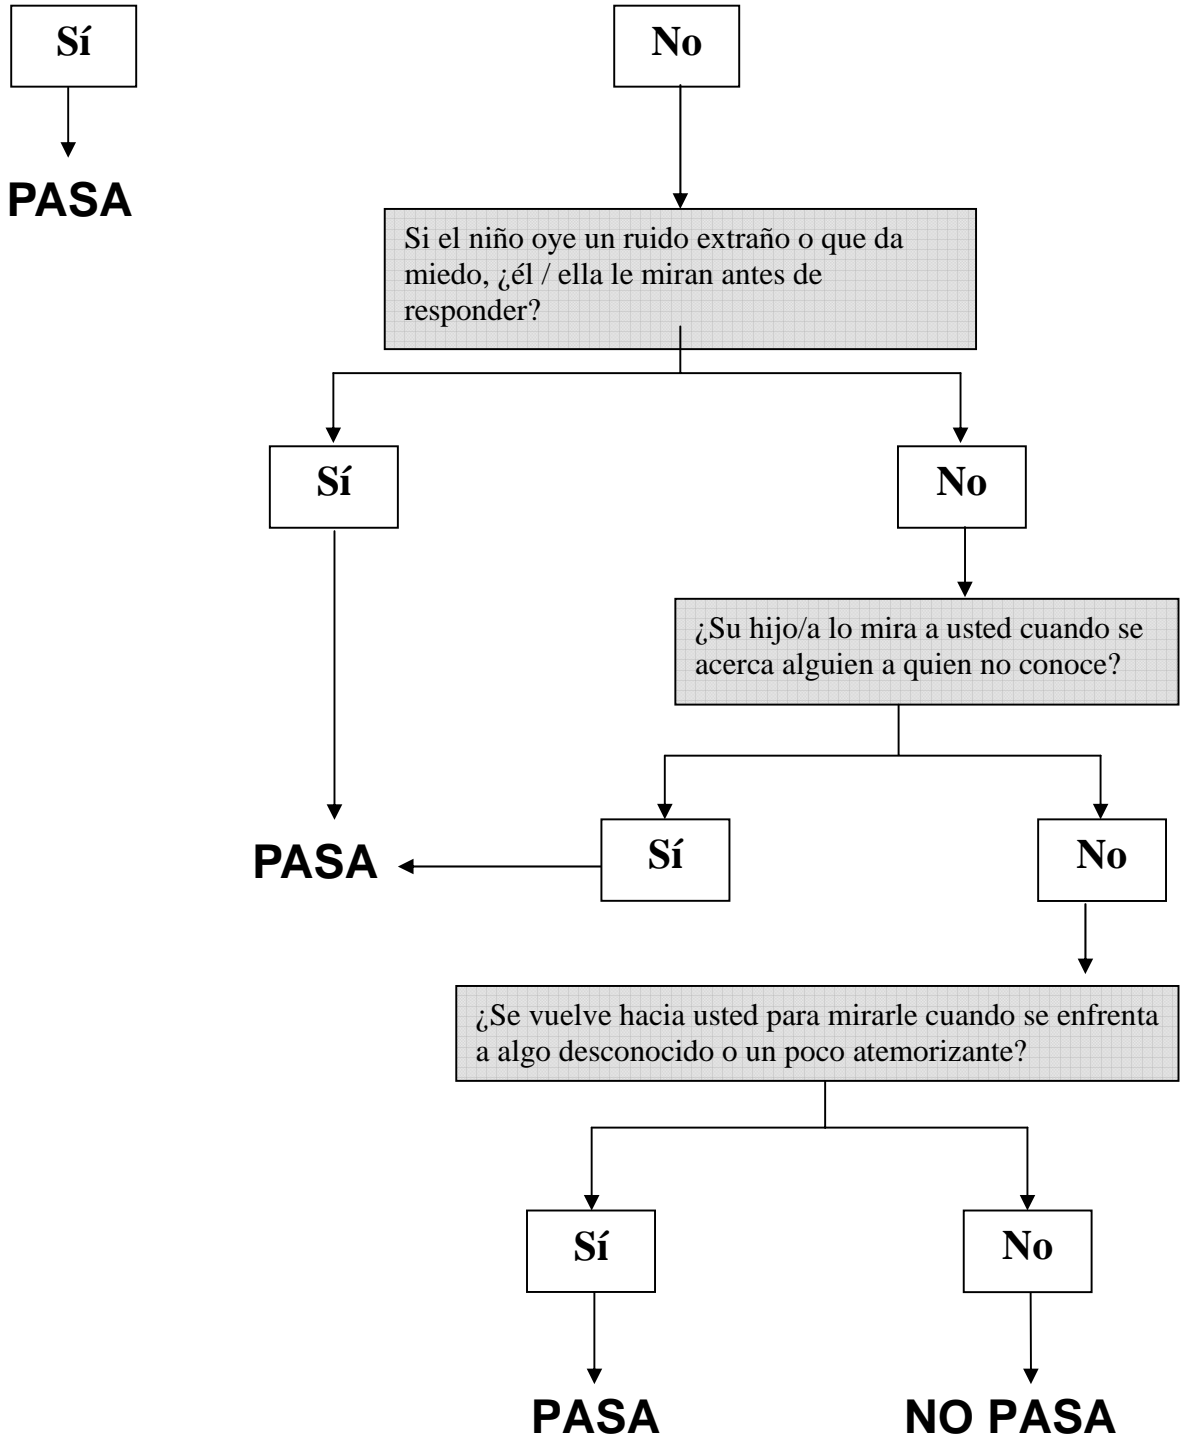 Sí
No
PASA
Si el niño oye un ruido extraño o que da
miedo, ¿él / ella le miran antes de
responder?
Sí
No
¿Su hijo/a lo mira a usted cuando se
acerca alguien a quien no conoce?
PASA
Sí
No
¿Se vuelve hacia usted para mirarle cuando se enfrenta
a algo desconocido o un poco atemorizante?
Sí
No
PASA
NO PASA